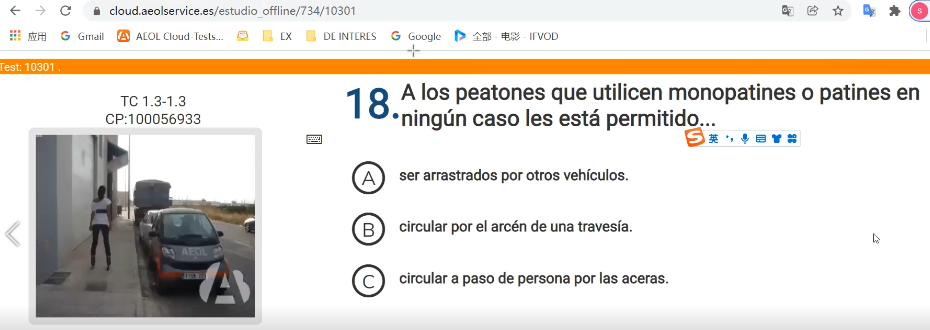 cloud.aeolservice.es/estudio_offline/734/10301
应用 Gmail AEOL Cloud-Tests... EX DE INTERES Google 全部 - 电影 - IFVOD
Test: 10301 .
TC 1.3-1.3
CP:100056933
18. A los peatones que utilicen monopatines o patines en
ningún caso les está permitido...
英
A ser arrastrados por otros vehículos.
B circular por el arcén de una travesía.
C circular a paso de persona por las aceras.
AEOL